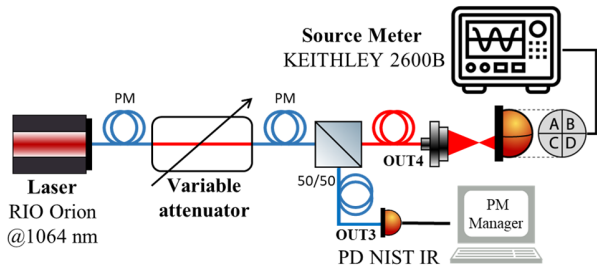 Source Meter
KEITHLEY 2600B
PM
PM
A B
C D
OUT4
50/50
Laser
RIO Orion
@1064 nm
Variable
attenuator
OUT3
PD NIST IR
PM
Manager